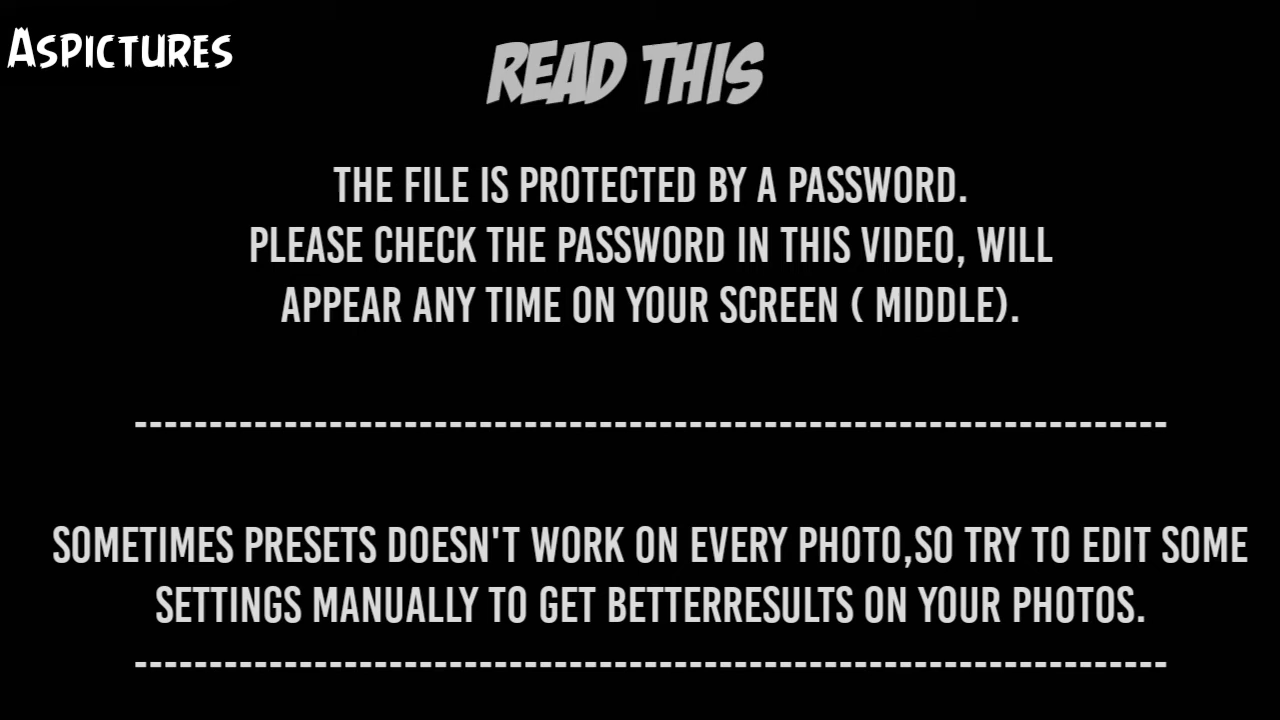 ASPICTURES
READ THIS
THE FILE IS PROTECTED BY A PASSWORD.
PLEASE CHECK THE PASSWORD IN THIS VIDEO, WILL
APPEAR ANY TIME ON YOUR SCREEN ( MIDDLE).
---------------------------------------------------------------------
SOMETIMES PRESETS DOESN'T WORK ON EVERY PHOTO,SO TRY TO EDIT SOME
SETTINGS MANUALLY TO GET BETTERRESULTS ON YOUR PHOTOS.
---------------------------------------------------------------------